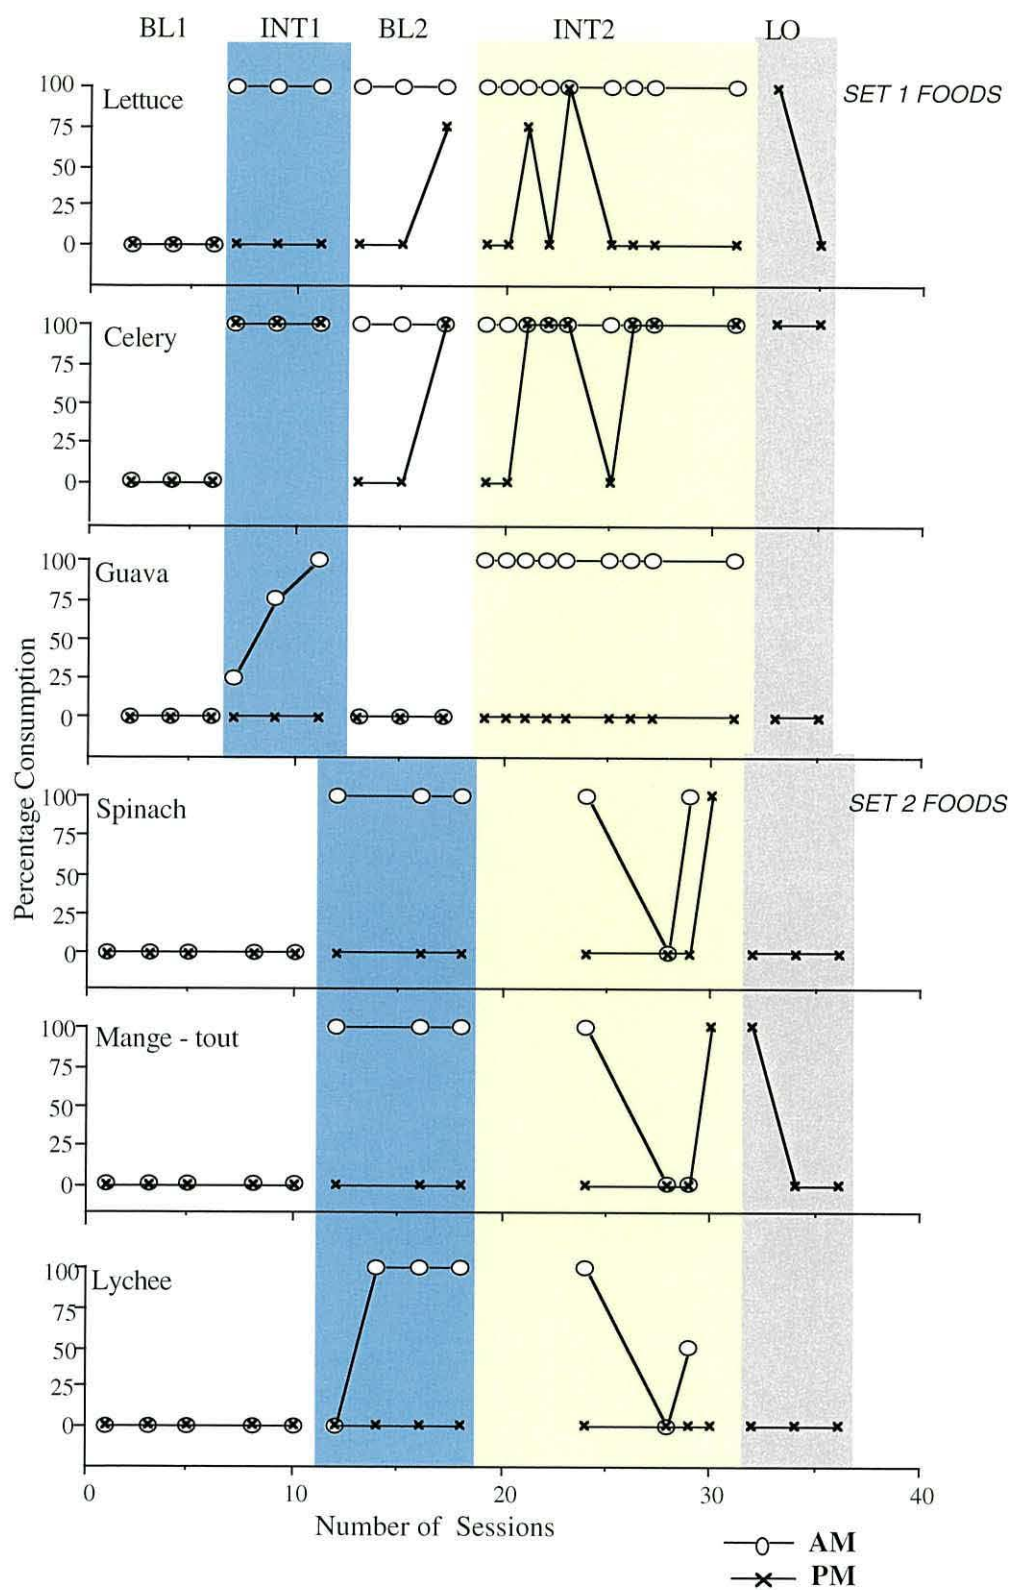 BL1 INT1 BL2 INT2 LO
100 Lettuce SET 1 FOODS
75
50
25
0
100
Celery
75
50
25
0
100 Guava
75
50
25
0
Percentage Consumption
100 Spinach SET 2 FOODS
75
50
25
0
100 Mange - tout
75
50
25
0
100 Lychee
75
50
25
0
0 10 20 30 40
Number of Sessions
AM
PM